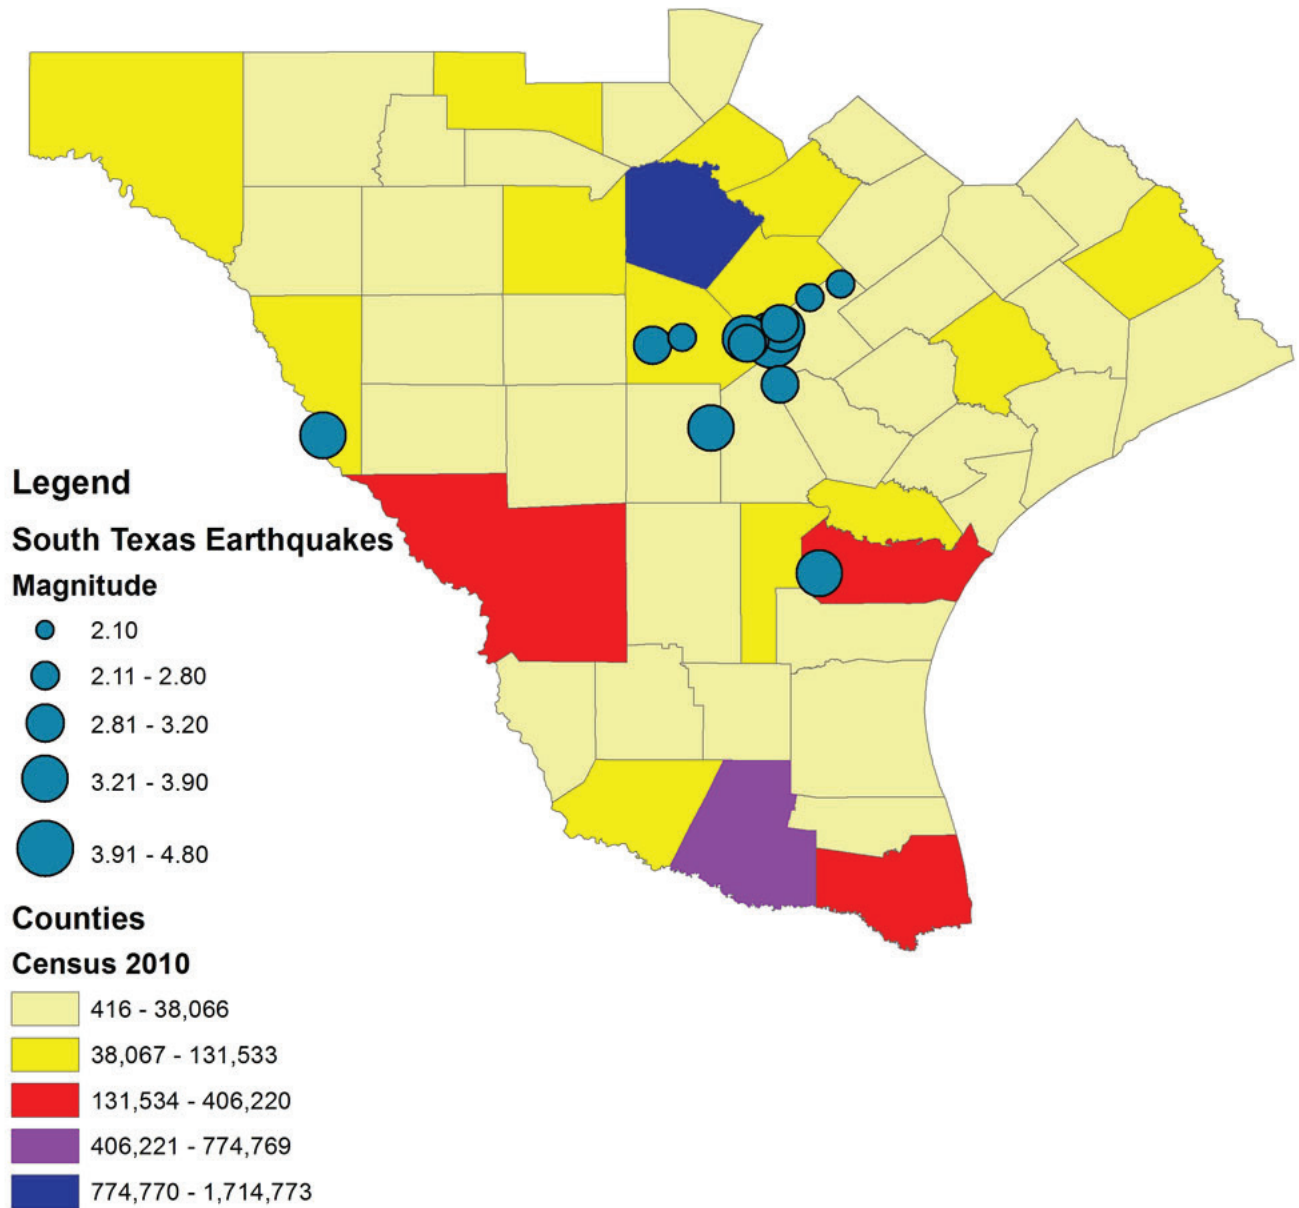 Legend
South Texas Earthquakes
Magnitude
2.10
2.11 - 2.80
2.81 - 3.20
3.21 - 3.90
3.91 - 4.80
Counties
Census 2010
416 - 38,066
38,067 - 131,533
131,534 - 406,220
406,221 - 774,769
774,770 - 1,714,773